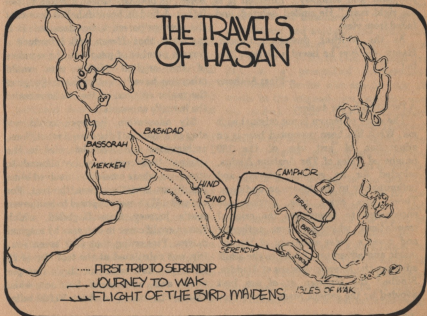 THE TRAVELS
OF HASAN
BAGHDAD
BASSORAH
MEKKEH
HIND
SIND
CAMPHOR
BIRDS
SERENDIP
ISLES OF WAK
FIRST TRIP TO SERENDIP
JOURNEY TO WAK
FLIGHT OF THE BIRD MAIDENS